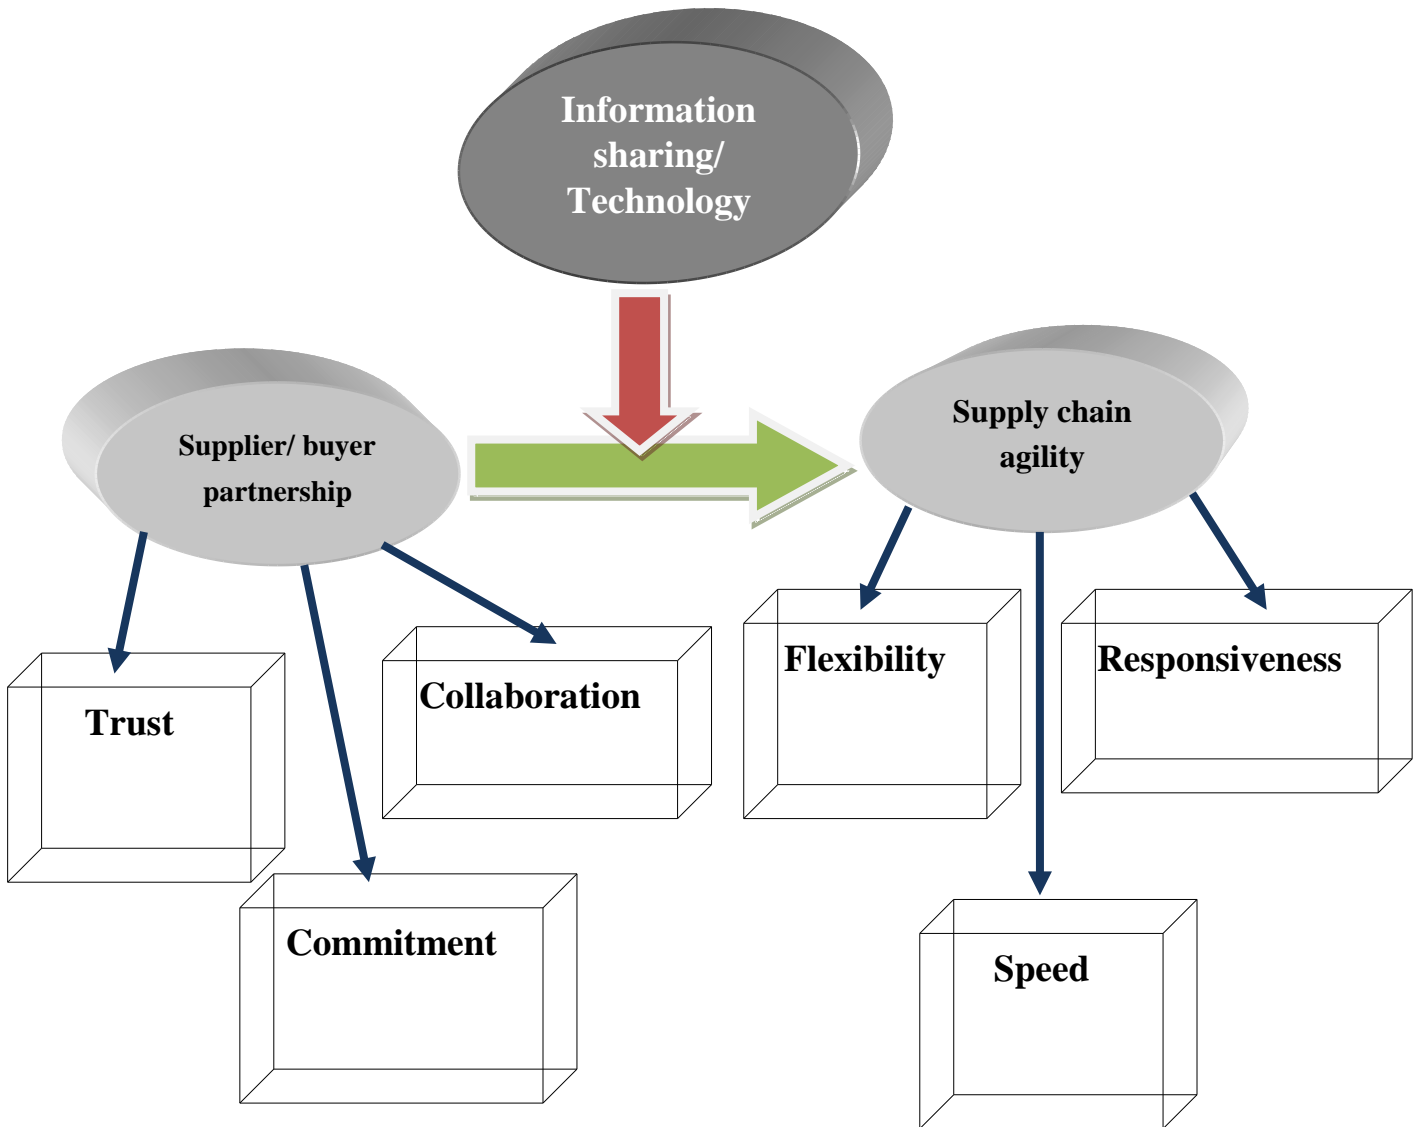 Information
sharing/
Technology
Supplier/ buyer
partnership
Supply chain
agility
Trust
Commitment
Collaboration
Flexibility
Speed
Responsiveness